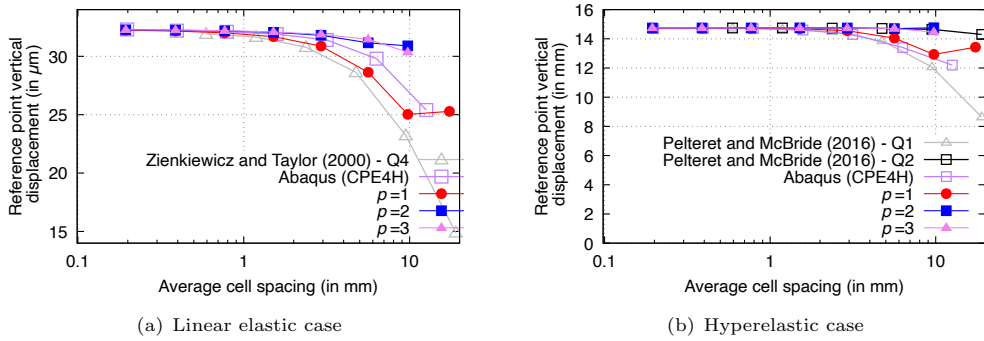 Reference point vertical
displacement (in μm)
30
25
20
15
0.1
1
10
Average cell spacing (in mm)
Zienkiewicz and Taylor (2000) - Q4
Abaqus (CPE4H)
p=1
p=2
p=3
(a) Linear elastic case
Reference point vertical
displacement (in mm)
16
14
12
10
8
6
4
2
0
0.1
1
10
Average cell spacing (in mm)
Pelteret and McBride (2016) - Q1
Pelteret and McBride (2016) - Q2
Abaqus (CPE4H)
p=1
p=2
p=3
(b) Hyperelastic case